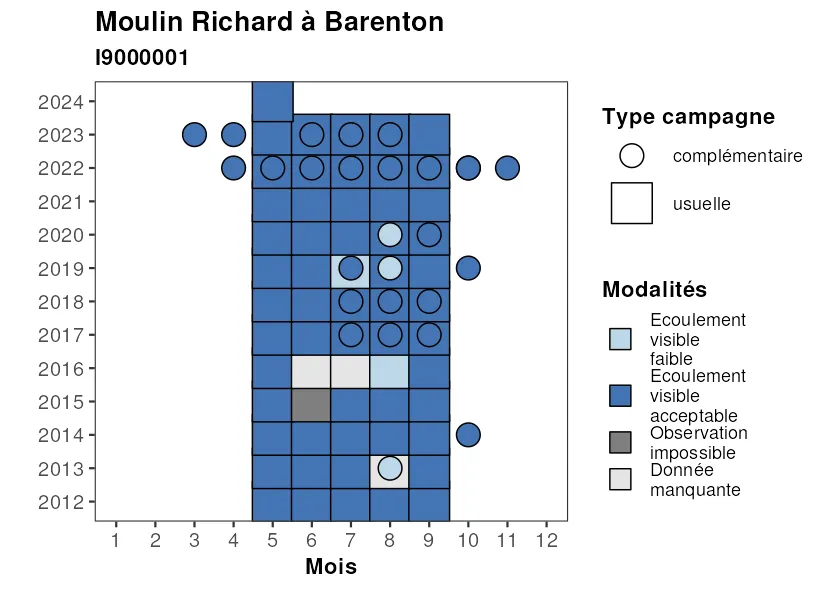 Moulin Richard à Barenton
I9000001
2024
2023
2022
2021
2020
2019
2018
2017
2016
2015
2014
2013
2012
1 2 3 4 5 6 7 8 9 10 11 12
Mois
Type campagne
complémentaire
usuelle
Modalités
Ecoulement
visible
faible
Ecoulement
visible
acceptable
Observation
impossible
Donnée
manquante